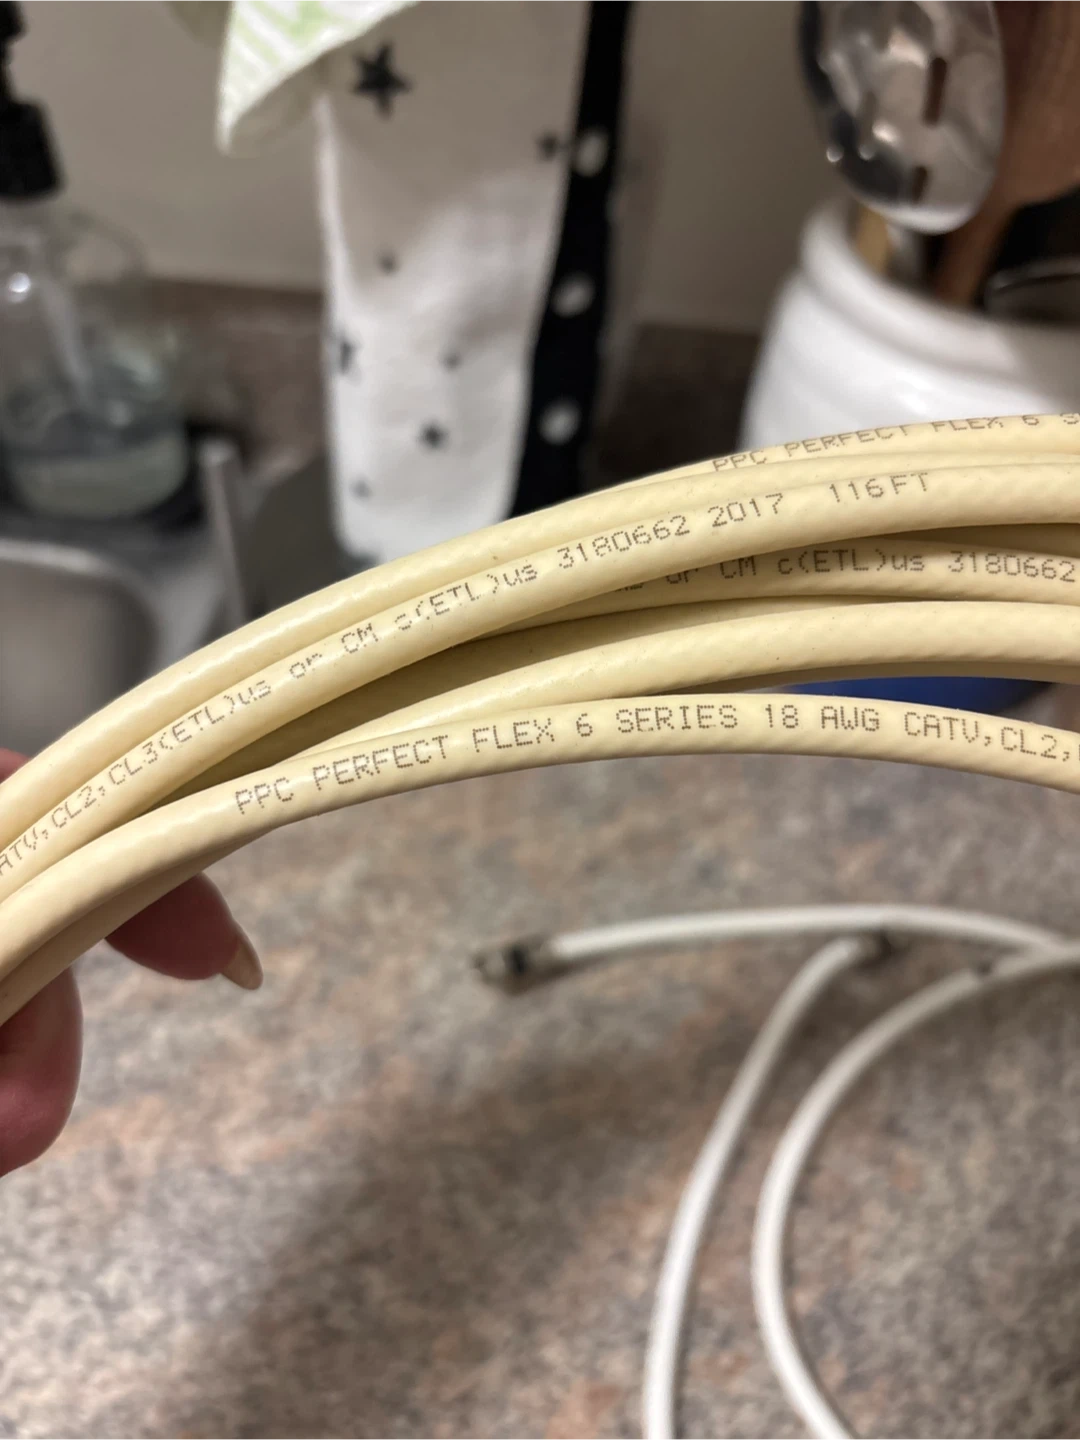 PPC PERFECT FLEX 6
CATV,CL2,CL3(ETL)us or CM c(ETL)us 3180662 2017 116FT
or CM c(ETL)us 3180662
PPC PERFECT FLEX 6 SERIES 18 AWG CATV,CL2,